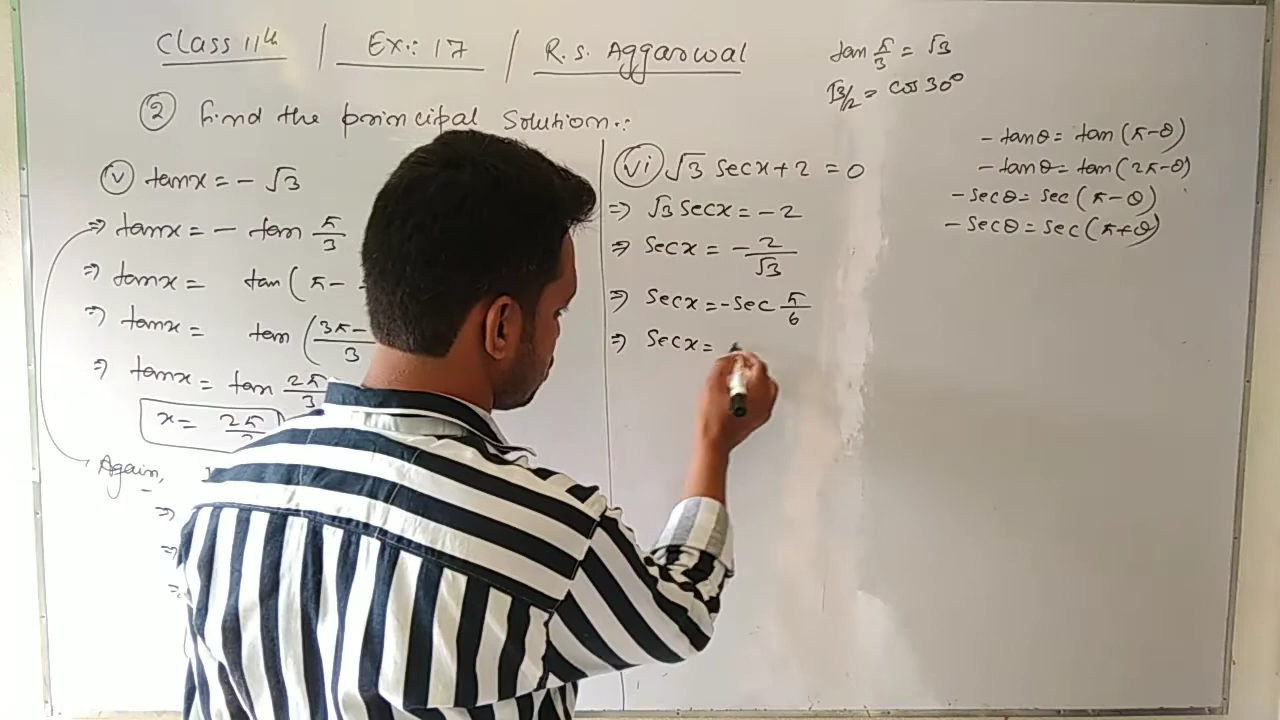 Class 11th / Ex.: 17 / R. S. Aggarwal
② Find the principal Solution.:
ⓥ tanx = - √3
⇒ tanx = - tan π/3
⇒ tanx = tan (π -
⇒ tanx = tan (3π-/3
⇒ tanx = tan 2π/3
x = 2π
Again,
⇒
⇒
(vi) √3 secx + 2 = 0
⇒ √3 secx = -2
⇒ Secx = - 2/√3
⇒ Secx = -Sec π/6
⇒ Secx =
tan π/3 = √3
√3/2 = cos 30°
- tanθ = tan (π-θ)
- tanθ = tan (2π-θ)
- secθ = sec (π-θ)
- secθ = sec (π+θ)